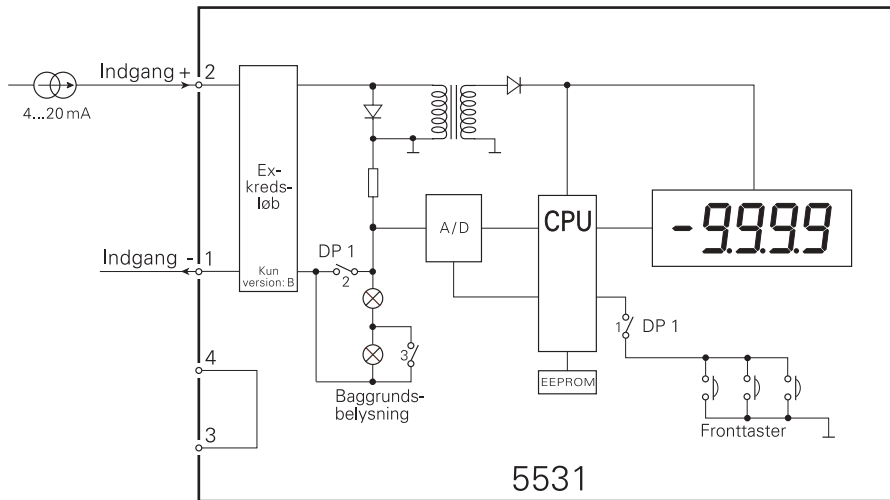 Indgang +
2
4...20 mA
Ex-
kreds-
løb
Kun
version: B
Indgang -
1
DP 1
2
3
A/D
CPU
EEPROM
-9.9.9.9
1
DP 1
4
3
Baggrunds-
belysning
Fronttaster
5531